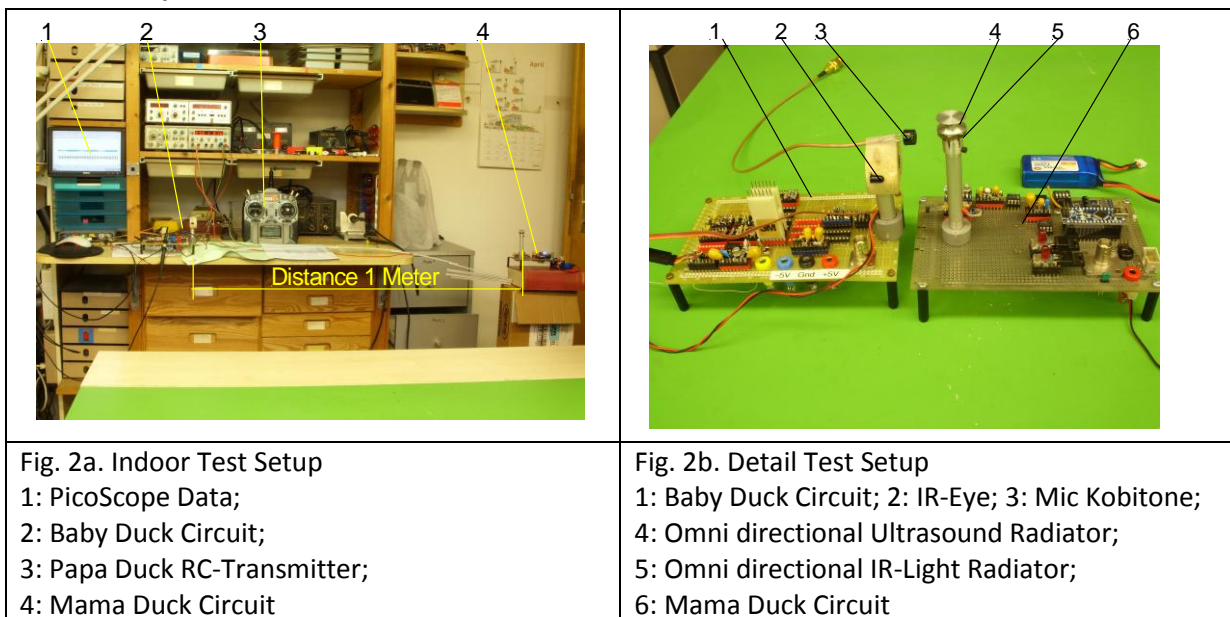 1 2 3 4
Distance 1 Meter
Fig. 2a. Indoor Test Setup
1: PicoScope Data;
2: Baby Duck Circuit;
3: Papa Duck RC-Transmitter;
4: Mama Duck Circuit
1 2 3 4 5 6
-5V Gnd +5V
Fig. 2b. Detail Test Setup
1: Baby Duck Circuit; 2: IR-Eye; 3: Mic Kobitone;
4: Omni directional Ultrasound Radiator;
5: Omni directional IR-Light Radiator;
6: Mama Duck Circuit